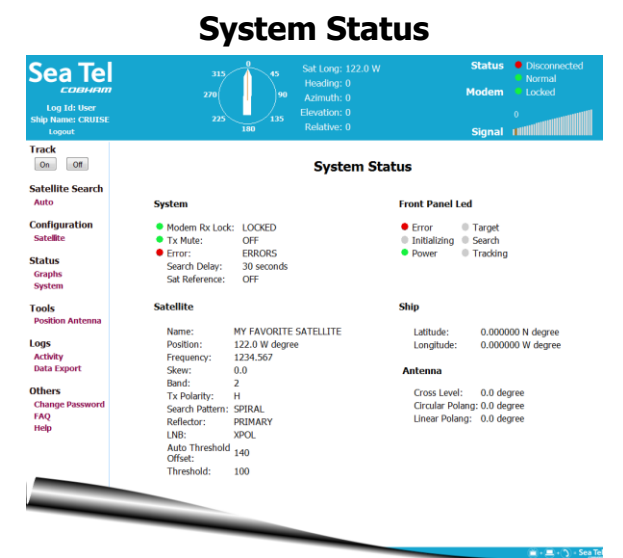 System Status
Sea Tel
COBHAM
Log Id: User
Ship Name: CRUISE
Logout
0
45
90
135
180
225
270
315
Sat Long: 122.0 W
Heading: 0
Azimuth: 0
Elevation: 0
Relative: 0
Status Disconnected
Normal
Modem Locked
0
Signal
Track
On Off
Satellite Search
Auto
Configuration
Satellite
Status
Graphs
System
Tools
Position Antenna
Logs
Activity
Data Export
Others
Change Password
FAQ
Help
System Status
System
Modem Rx Lock: LOCKED
Tx Mute: OFF
Error: ERRORS
Search Delay: 30 seconds
Sat Reference: OFF
Front Panel Led
Error Target
Initializing Search
Power Tracking
Satellite
Name: MY FAVORITE SATELLITE
Position: 122.0 W degree
Frequency: 1234.567
Skew: 0.0
Band: 2
Tx Polarity: H
Search Pattern: SPIRAL
Reflector: PRIMARY
LNB: XPOL
Auto Threshold
Offset: 140
Threshold: 100
Ship
Latitude: 0.000000 N degree
Longitude: 0.000000 W degree
Antenna
Cross Level: 0.0 degree
Circular Polang: 0.0 degree
Linear Polang: 0.0 degree
- Sea Tel